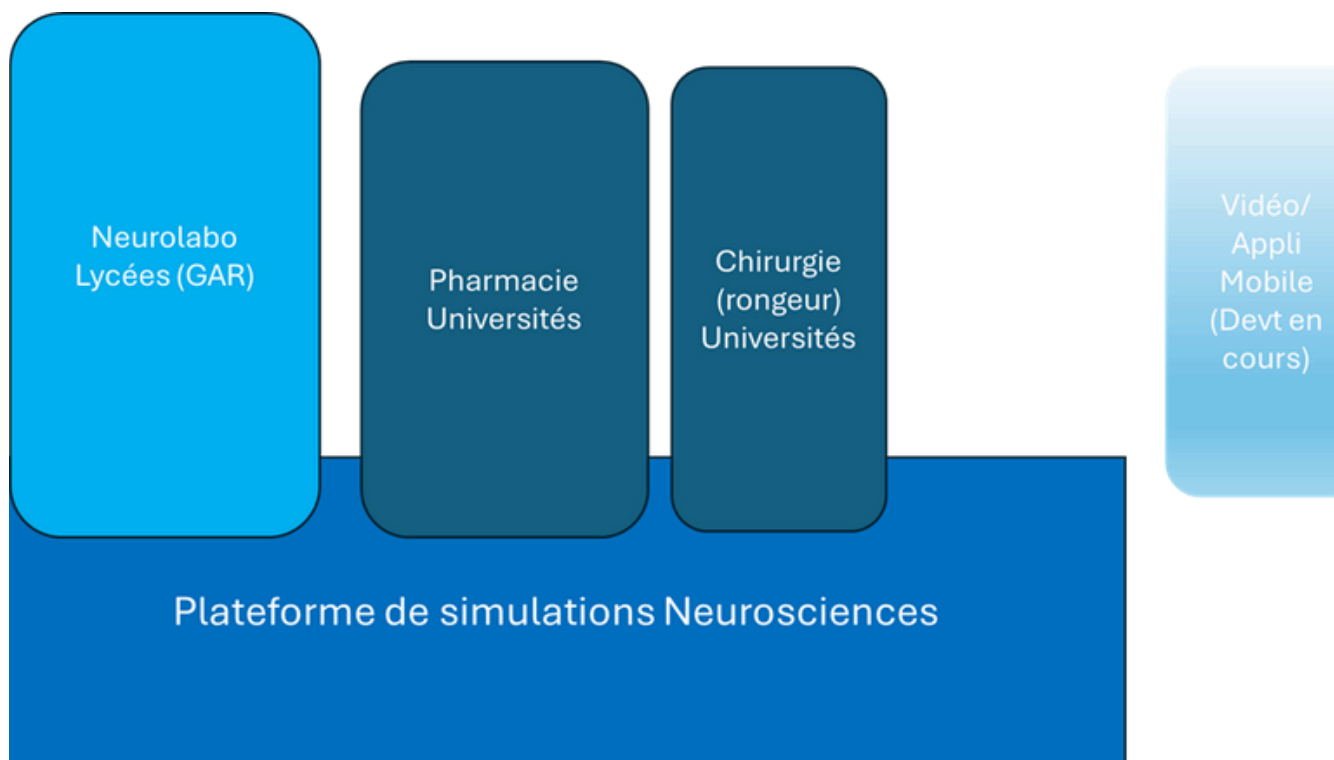 Neurolabo
Lycées (GAR)
Pharmacie
Universités
Chirurgie
(rongeur)
Universités
Vidéo/
Appli
Mobile
(Devt en
cours)
Plateforme de simulations Neurosciences